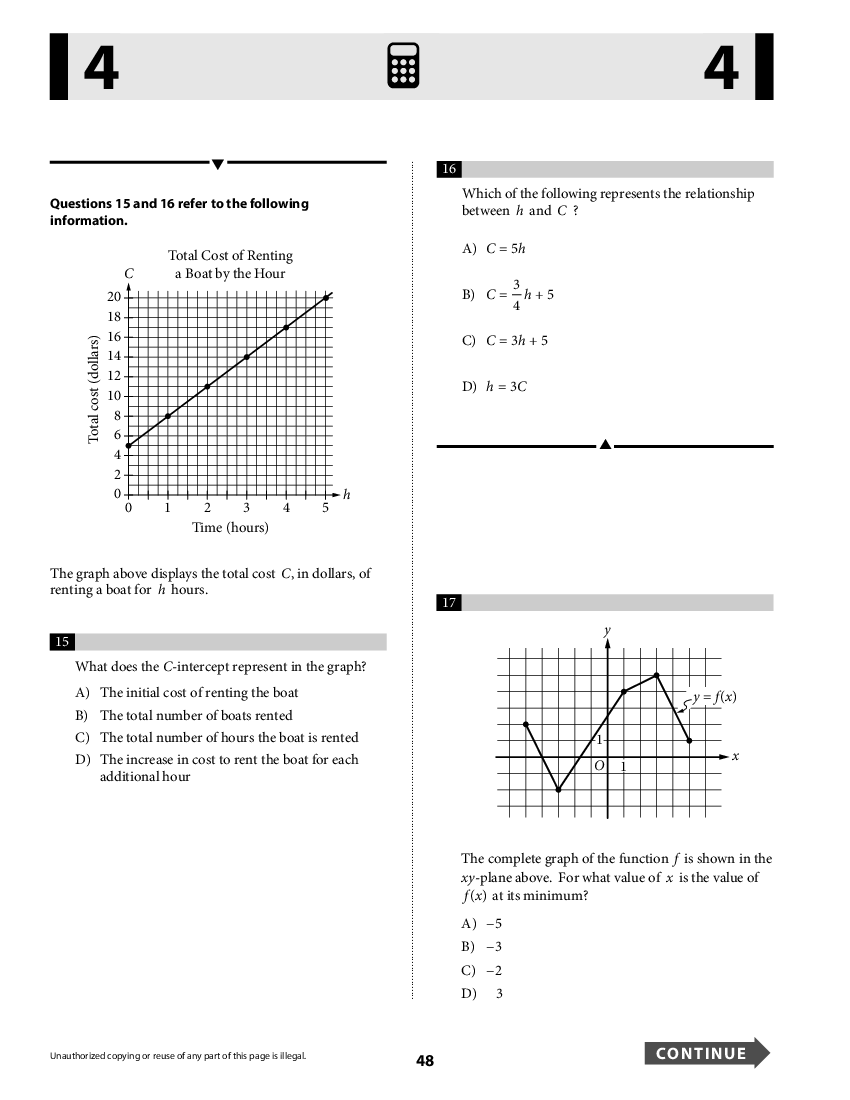 4
4
Questions 15 and 16 refer to the following
information.
Total Cost of Renting
a Boat by the Hour
C
Total cost (dollars)
20
18
16
14
12
10
8
6
4
2
0
0 1 2 3 4 5
h
Time (hours)
The graph above displays the total cost C, in dollars, of
renting a boat for h hours.
15
What does the C-intercept represent in the graph?
A) The initial cost of renting the boat
B) The total number of boats rented
C) The total number of hours the boat is rented
D) The increase in cost to rent the boat for each
additional hour
16
Which of the following represents the relationship
between h and C ?
A) C = 5h
B) C = 3/4 h + 5
C) C = 3h + 5
D) h = 3C
17
y
y = f(x)
1
O 1
x
The complete graph of the function f is shown in the
xy-plane above. For what value of x is the value of
f(x) at its minimum?
A) −5
B) −3
C) −2
D) 3
Unauthorized copying or reuse of any part of this page is illegal.
48
CONTINUE